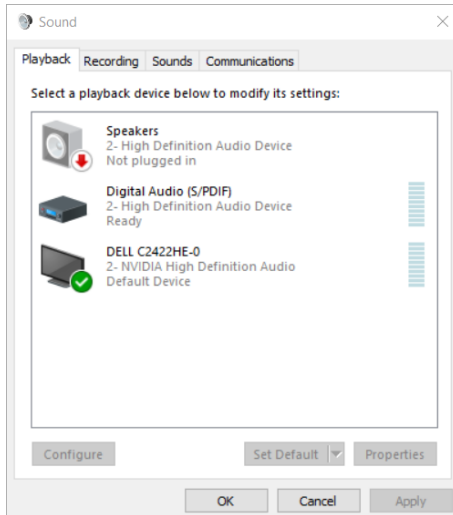 Sound
Playback Recording Sounds Communications
Select a playback device below to modify its settings:
Speakers
2- High Definition Audio Device
Not plugged in
Digital Audio (S/PDIF)
2- High Definition Audio Device
Ready
DELL C2422HE-0
2- NVIDIA High Definition Audio
Default Device
Configure Set Default Properties
OK Cancel Apply